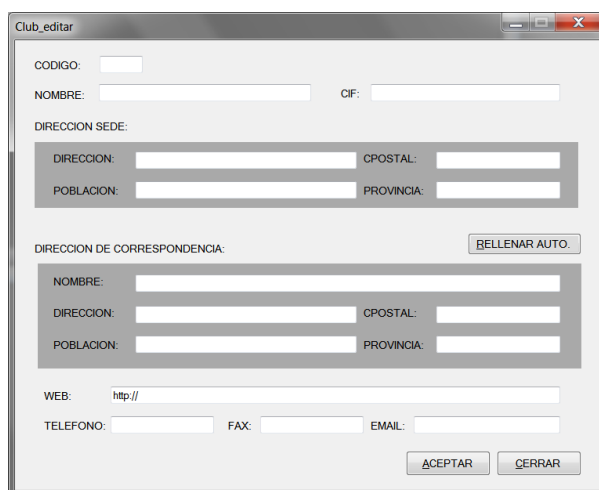 Club_editar
CODIGO:
NOMBRE: CIF:
DIRECCION SEDE:
DIRECCION: CPOSTAL:
POBLACION: PROVINCIA:
RELLENAR AUTO.
DIRECCION DE CORRESPONDENCIA:
NOMBRE:
DIRECCION: CPOSTAL:
POBLACION: PROVINCIA:
WEB: http://
TELEFONO: FAX: EMAIL:
ACEPTAR CERRAR